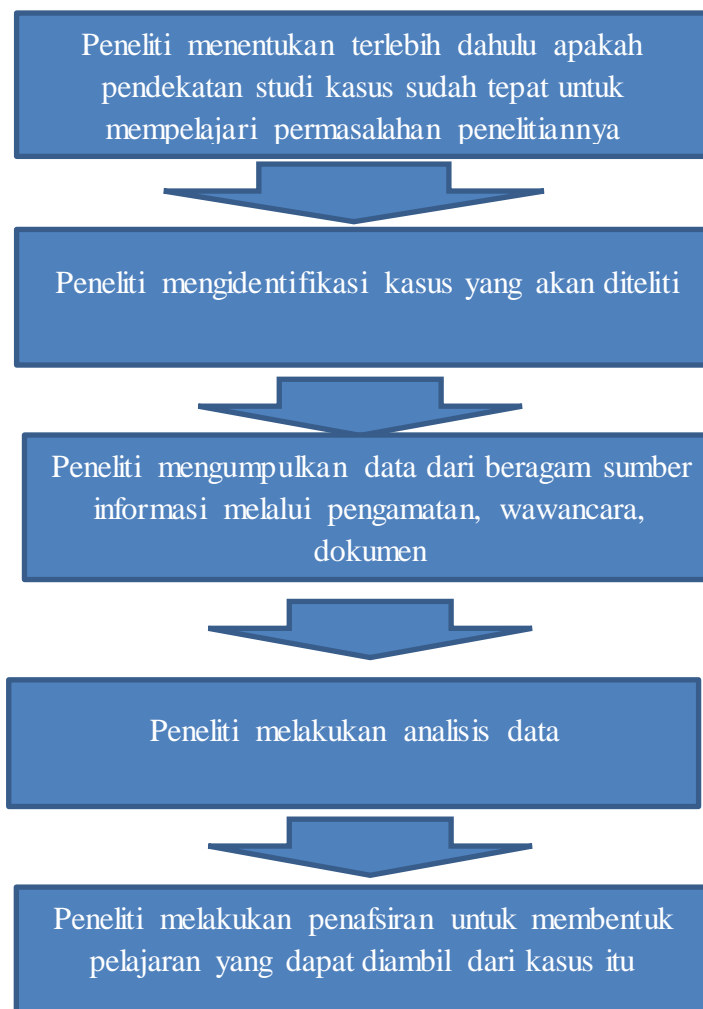 Peneliti menentukan terlebih dahulu apakah
pendekatan studi kasus sudah tepat untuk
mempelajari permasalahan penelitiannya
Peneliti mengidentifikasi kasus yang akan diteliti
Peneliti mengumpulkan data dari beragam sumber
informasi melalui pengamatan, wawancara,
dokumen
Peneliti melakukan analisis data
Peneliti melakukan penafsiran untuk membentuk
pelajaran yang dapat diambil dari kasus itu